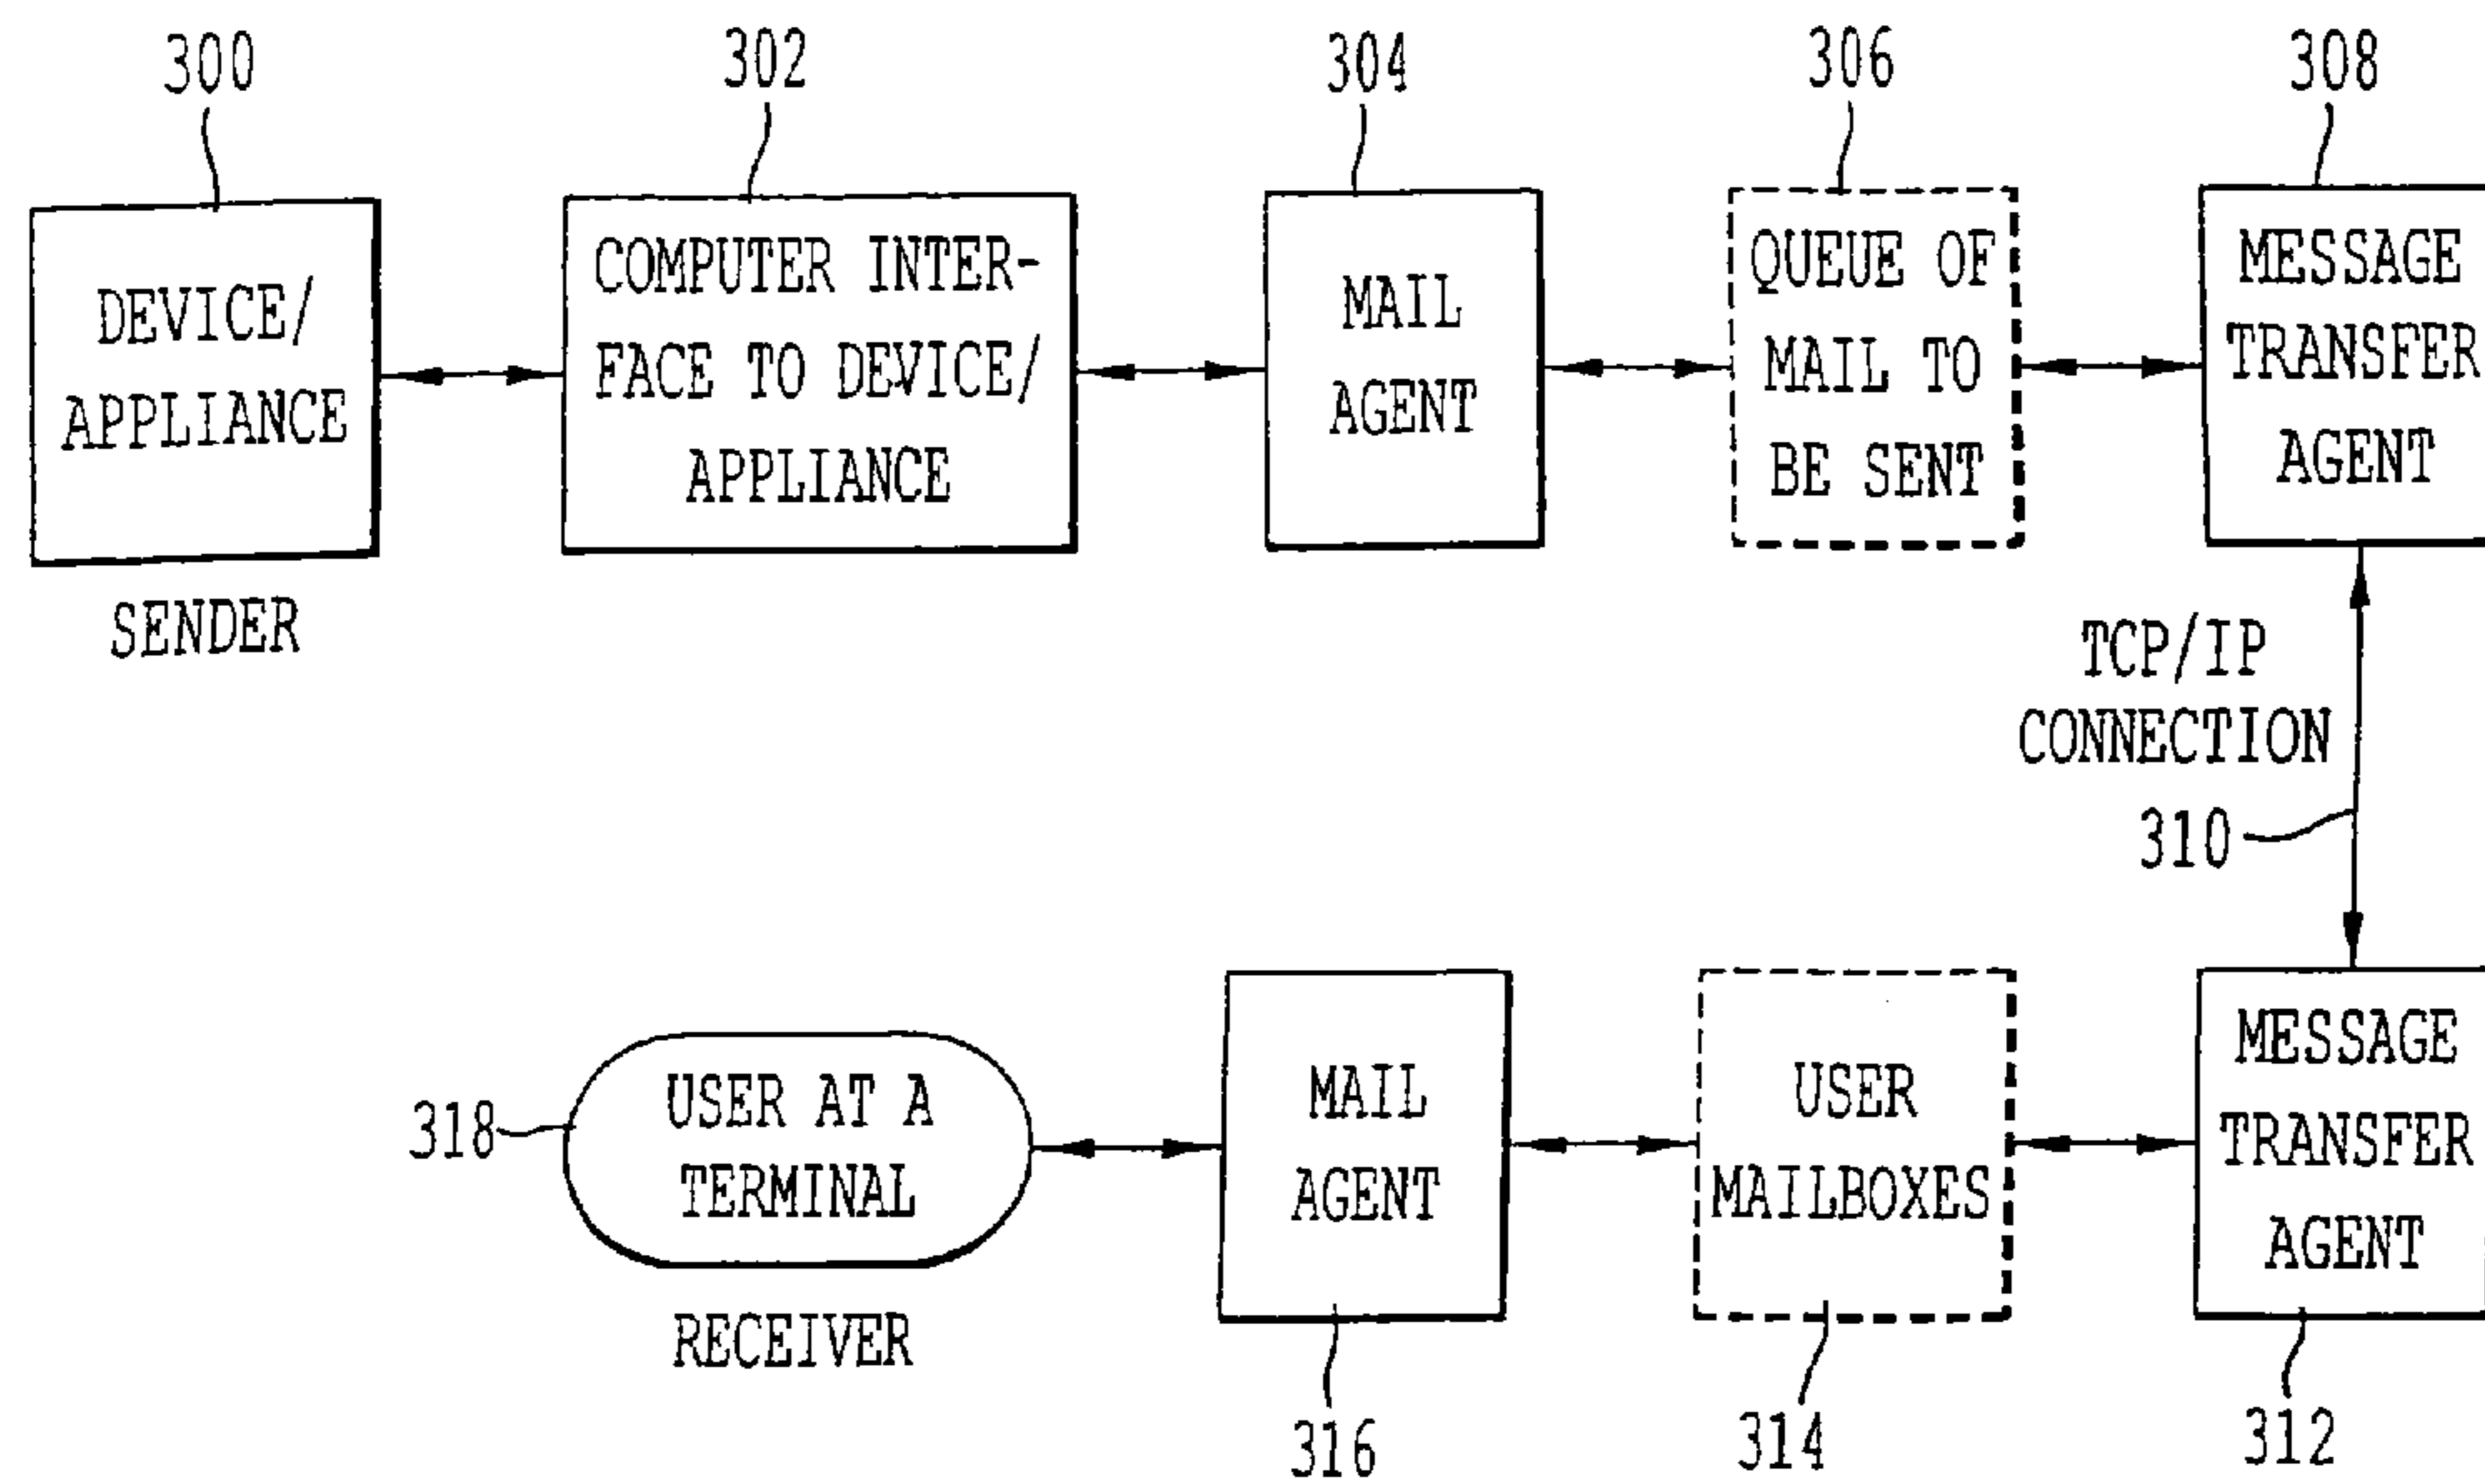 300
302
304
306
308
DEVICE/
APPLIANCE
SENDER
COMPUTER INTER-
FACE TO DEVICE/
APPLIANCE
MAIL
AGENT
QUEUE OF
MAIL TO
BE SENT
MESSAGE
TRANSFER
AGENT
TCP/IP
CONNECTION
310
318
USER AT A
TERMINAL
RECEIVER
MAIL
AGENT
USER
MAILBOXES
MESSAGE
TRANSFER
AGENT
316
314
312